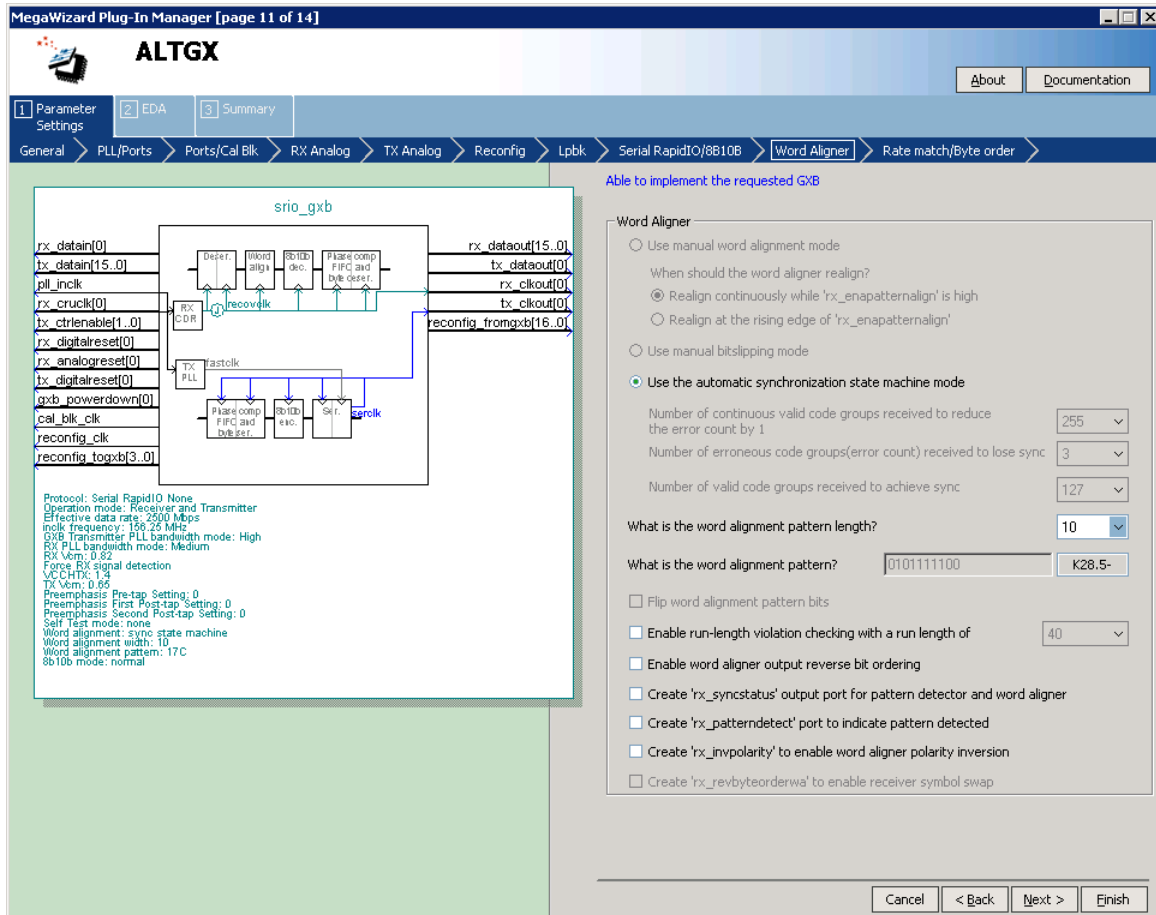 MegaWizard Plug-In Manager [page 11 of 14]
ALTGX
About
Documentation
1 Parameter Settings
2 EDA
3 Summary
General
PLL/Ports
Ports/Cal Blk
RX Analog
TX Analog
Reconfig
Lpbk
Serial RapidIO/8B10B
Word Aligner
Rate match/Byte order
srio_gxb
rx_datain[0]
tx_datain[15..0]
pll_inclk
rx_cruclk[0]
tx_ctrlenable[1..0]
rx_digitalreset[0]
rx_analogreset[0]
tx_digitalreset[0]
gxb_powerdown[0]
cal_blk_clk
reconfig_clk
reconfig_togxb[3..0]
Deser.
Word align
8b10b dec.
Phase comp FIFO and byte deser.
RX CDR
recovclk
TX PLL
fastclk
Phase comp FIFO and byte ser.
8b10b enc.
Ser.
serclk
rx_dataout[15..0]
tx_dataout[0]
rx_clkout[0]
tx_clkout[0]
reconfig_fromgxb[16..0]
Protocol: Serial RapidIO None
Operation mode: Receiver and Transmitter
Effective data rate: 2500 Mbps
inclk frequency: 156.25 MHz
GXB Transmitter PLL bandwidth mode: High
RX PLL bandwidth mode: Medium
RX Vcm: 0.82
Force RX signal detection
VCCHTX: 1.4
TX Vcm: 0.65
Preemphasis Pre-tap Setting: 0
Preemphasis First Post-tap Setting: 0
Preemphasis Second Post-tap Setting: 0
Self Test mode: none
Word alignment: sync state machine
Word alignment width: 10
Word alignment pattern: 17C
8b10b mode: normal
Able to implement the requested GXB
Word Aligner
Use manual word alignment mode
When should the word aligner realign?
Realign continuously while 'rx_enapatternalign' is high
Realign at the rising edge of 'rx_enapatternalign'
Use manual bitslipping mode
Use the automatic synchronization state machine mode
Number of continuous valid code groups received to reduce
the error count by 1
255
Number of erroneous code groups(error count) received to lose sync
3
Number of valid code groups received to achieve sync
127
What is the word alignment pattern length?
10
What is the word alignment pattern?
0101111100
K28.5-
Flip word alignment pattern bits
Enable run-length violation checking with a run length of
40
Enable word aligner output reverse bit ordering
Create 'rx_syncstatus' output port for pattern detector and word aligner
Create 'rx_patterndetect' port to indicate pattern detected
Create 'rx_invpolarity' to enable word aligner polarity inversion
Create 'rx_revbyteorderwa' to enable receiver symbol swap
Cancel
< Back
Next >
Finish